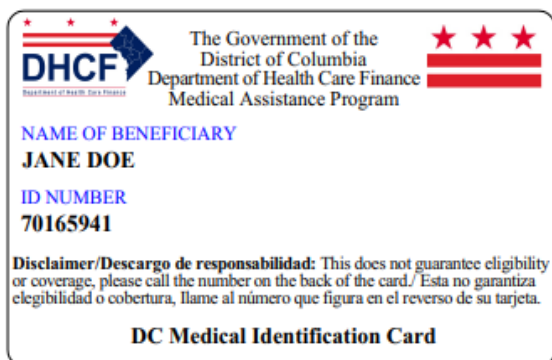 DHCF
Department of Health Care Finance
The Government of the
District of Columbia
Department of Health Care Finance
Medical Assistance Program
NAME OF BENEFICIARY
JANE DOE
ID NUMBER
70165941
Disclaimer/Descargo de responsabilidad: This does not guarantee eligibility
or coverage, please call the number on the back of the card./ Esta no garantiza
elegibilidad o cobertura, llame al número que figura en el reverso de su tarjeta.
DC Medical Identification Card